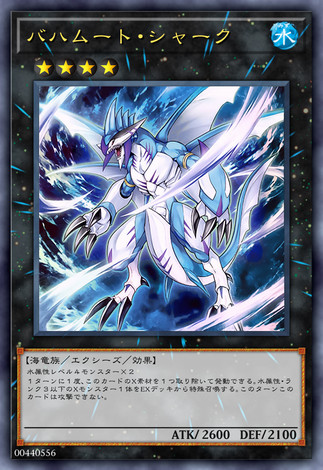 バハムート・シャーク
水
【海竜族／エクシーズ／効果】
水属性レベル４モンスター×２
１ターンに１度、このカードのX素材を１つ取り除いて発動できる。水属性・ラ
ンク３以下のXモンスター１体をEXデッキから特殊召喚する。このターンこの
カードは攻撃できない。
ATK/ 2600 DEF/ 2100
00440556